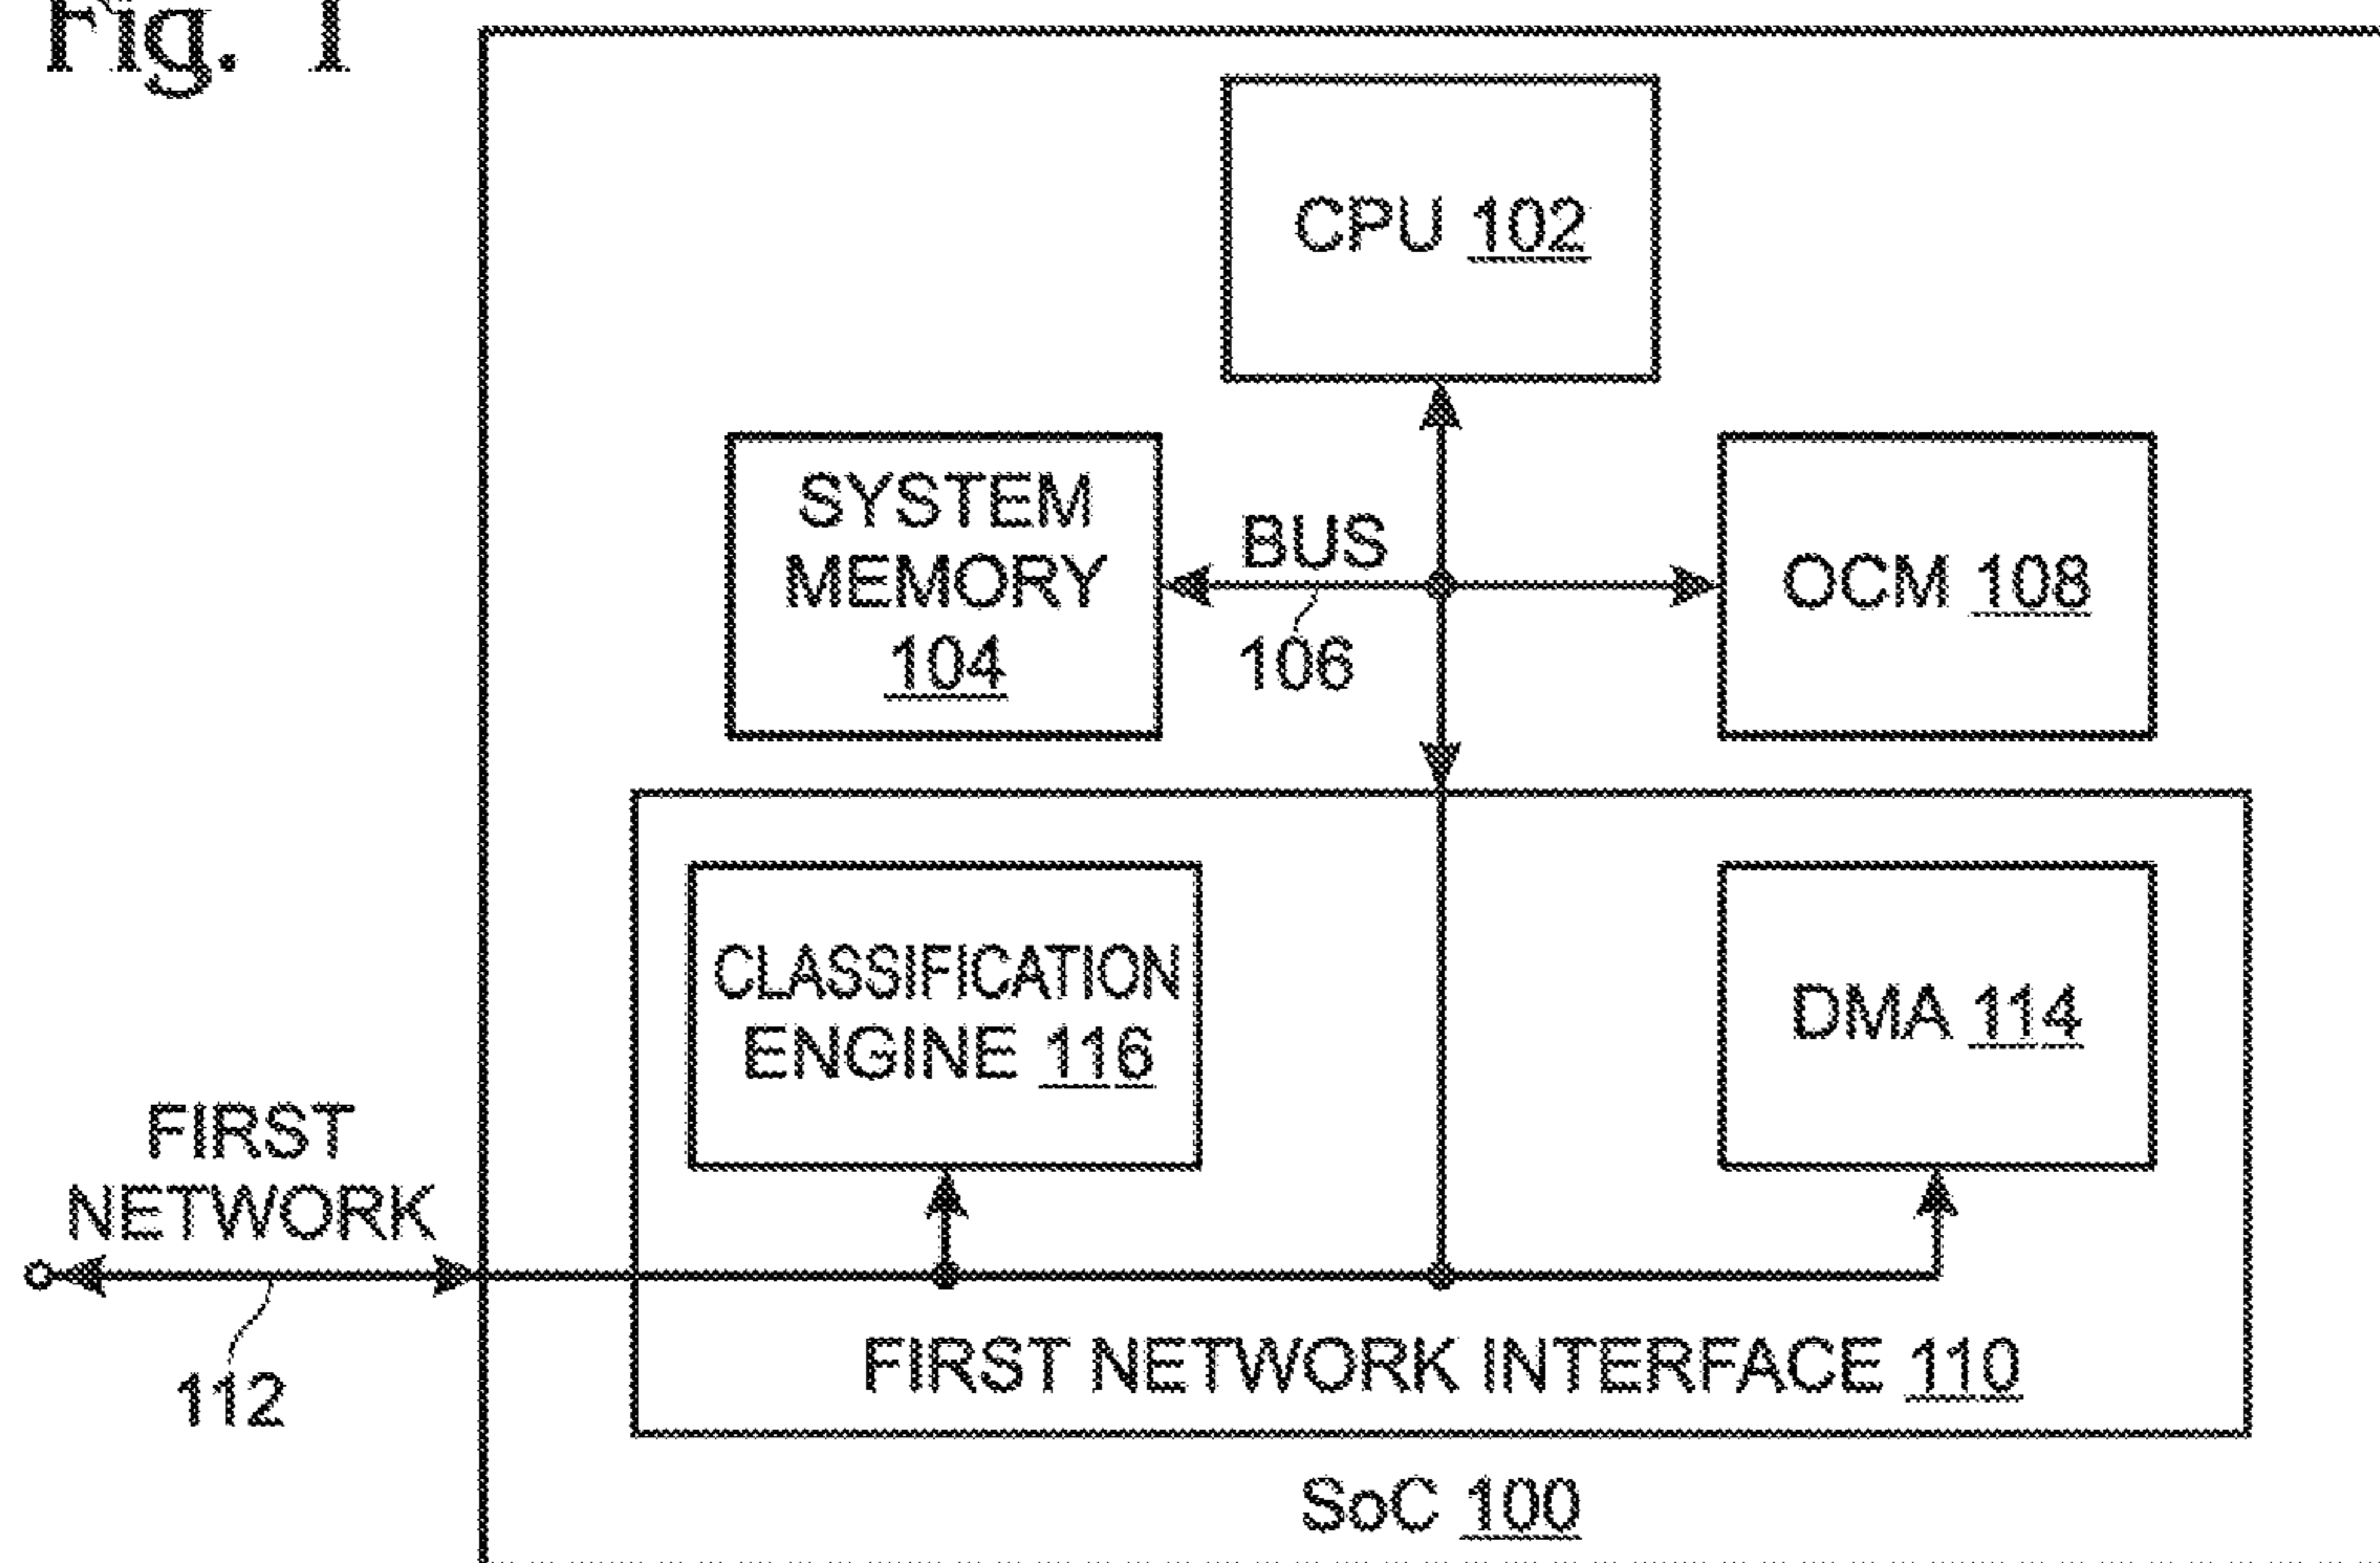 Fig. 1
CPU 102
SYSTEM
MEMORY
104
BUS
106
OCM 108
CLASSIFICATION
ENGINE 116
DMA 114
FIRST
NETWORK
112
FIRST NETWORK INTERFACE 110
SoC 100